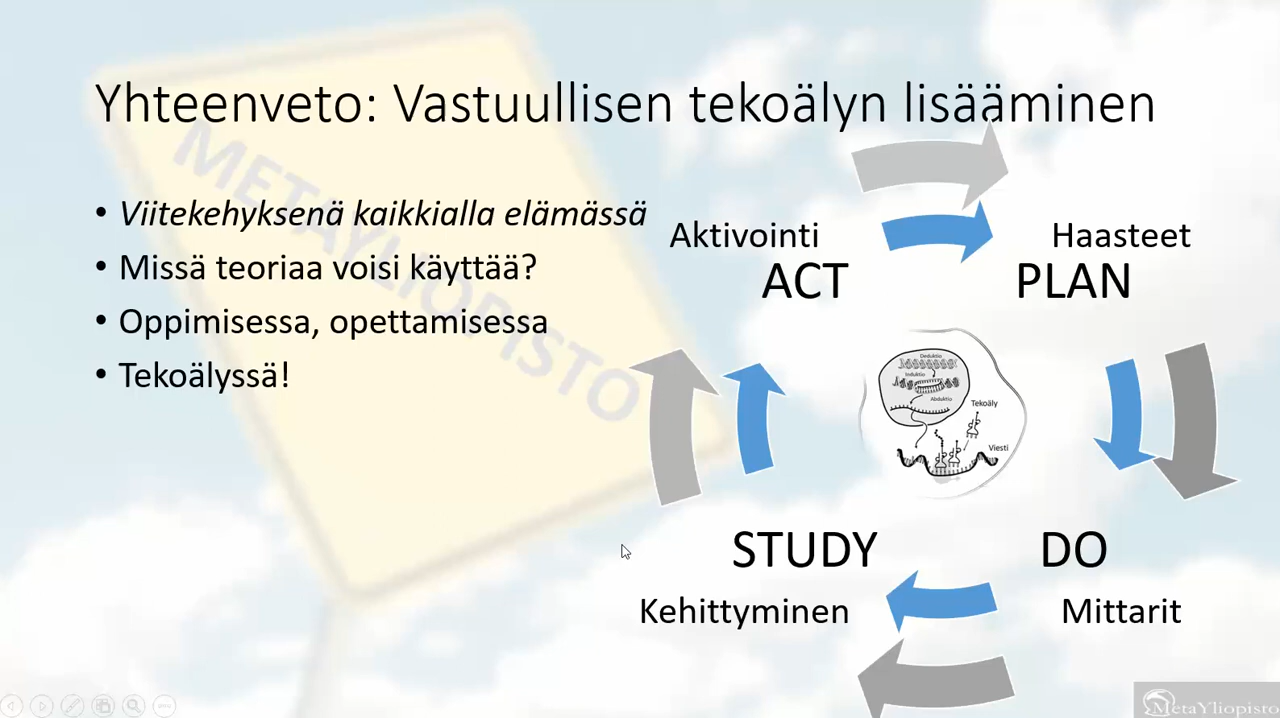 Yhteenveto: Vastuullisen tekoälyn lisääminen
• Viitekehyksenä kaikkialla elämässä
• Missä teoriaa voisi käyttää?
• Oppimisessa, opettamisessa
• Tekoälyssä!
METAYLIOPISTO
Aktivointi
ACT
Haasteet
PLAN
Deduktio
Induktio
Abduktio
Tekoäly
Viesti
STUDY
Kehittyminen
DO
Mittarit
MetaYliopisto